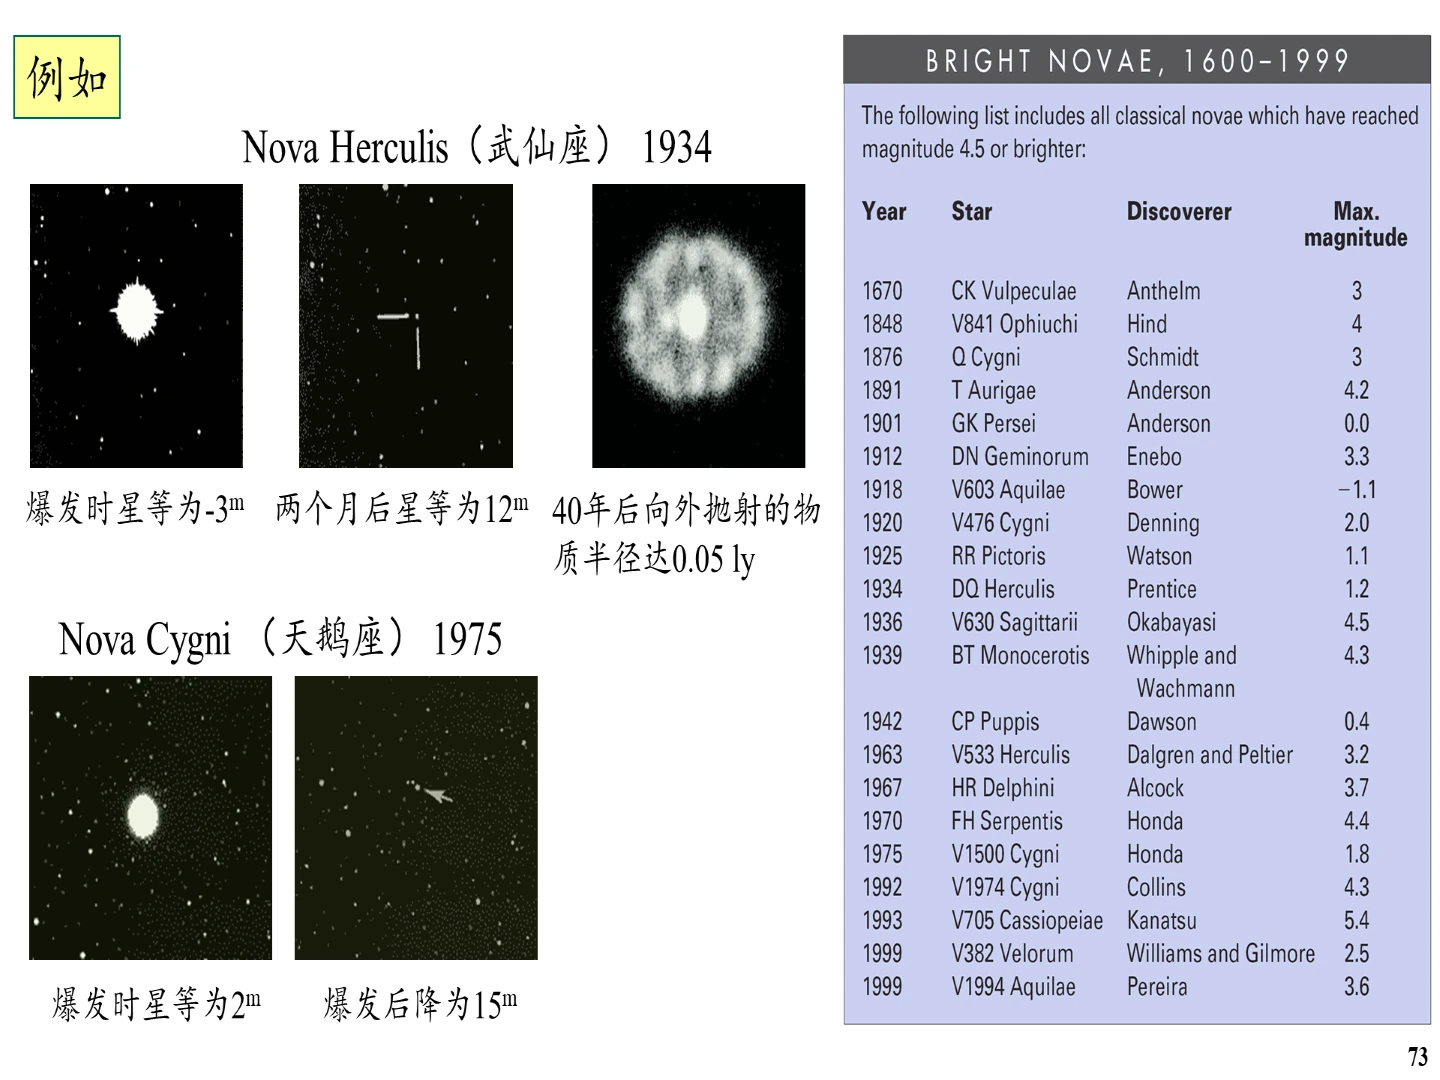 例如
Nova Herculis（武仙座） 1934
爆发时星等为-3m
两个月后星等为12m
40年后向外抛射的物
质半径达0.05 ly
Nova Cygni （天鹅座） 1975
爆发时星等为2m
爆发后降为15m
BRIGHT NOVAE, 1600–1999
The following list includes all classical novae which have reached
magnitude 4.5 or brighter:
Year Star Discoverer Max.
magnitude
1670 CK Vulpeculae Anthelm 3
1848 V841 Ophiuchi Hind 4
1876 Q Cygni Schmidt 3
1891 T Aurigae Anderson 4.2
1901 GK Persei Anderson 0.0
1912 DN Geminorum Enebo 3.3
1918 V603 Aquilae Bower −1.1
1920 V476 Cygni Denning 2.0
1925 RR Pictoris Watson 1.1
1934 DQ Herculis Prentice 1.2
1936 V630 Sagittarii Okabayasi 4.5
1939 BT Monocerotis Whipple and 4.3
Wachmann
1942 CP Puppis Dawson 0.4
1963 V533 Herculis Dalgren and Peltier 3.2
1967 HR Delphini Alcock 3.7
1970 FH Serpentis Honda 4.4
1975 V1500 Cygni Honda 1.8
1992 V1974 Cygni Collins 4.3
1993 V705 Cassiopeiae Kanatsu 5.4
1999 V382 Velorum Williams and Gilmore 2.5
1999 V1994 Aquilae Pereira 3.6
73